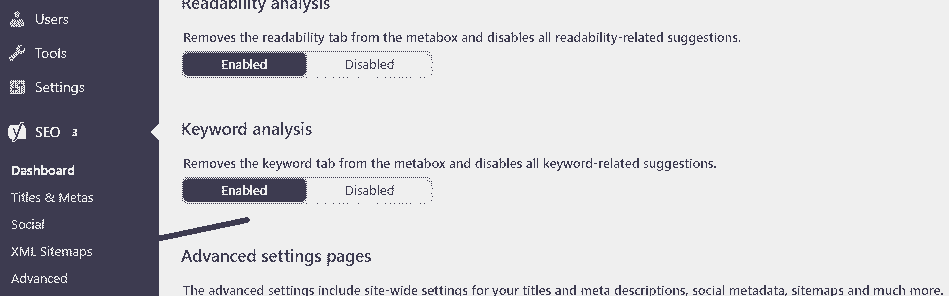 Readability analysis
Users
Removes the readability tab from the metabox and disables all readability-related suggestions.
Tools
Enabled Disabled
Settings
SEO 3
Keyword analysis
Removes the keyword tab from the metabox and disables all keyword-related suggestions.
Dashboard
Enabled Disabled
Titles & Metas
Social
XML Sitemaps
Advanced settings pages
Advanced
The advanced settings include site-wide settings for your titles and meta descriptions, social metadata, sitemaps and much more.